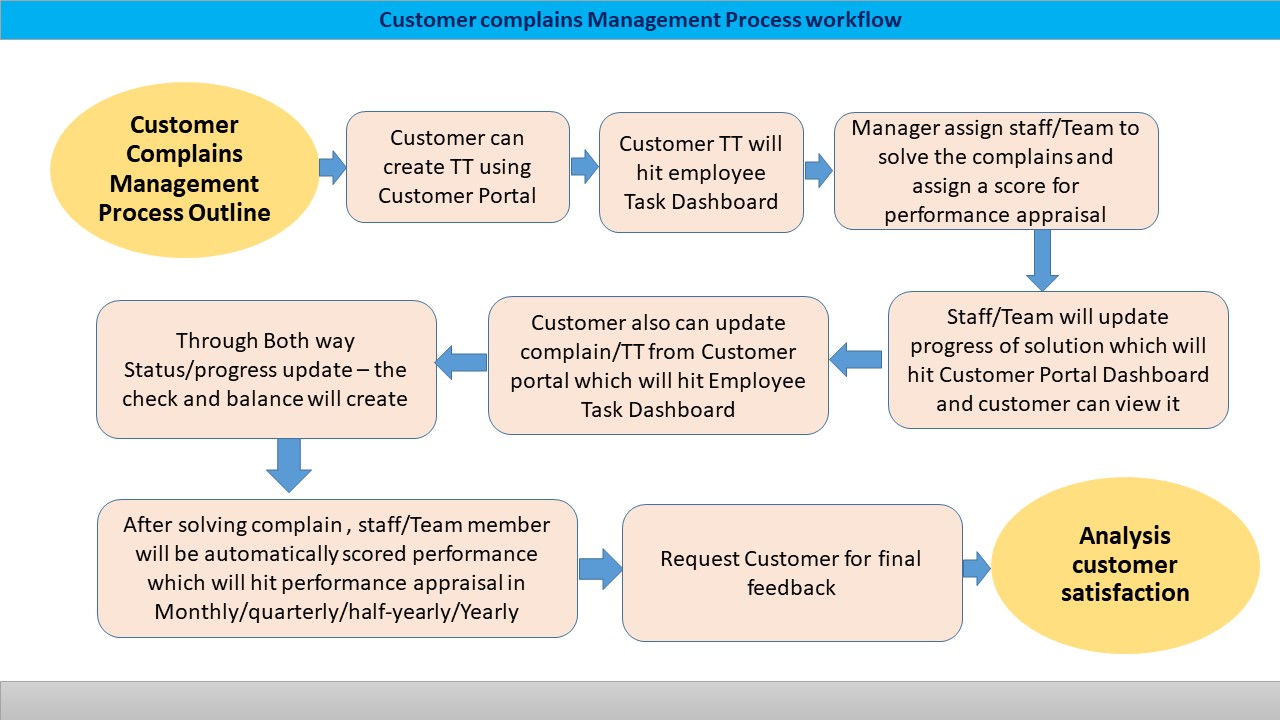 Customer complains Management Process workflow
Customer
Complains
Management
Process Outline
Customer can
create TT using
Customer Portal
Customer TT will
hit employee
Task Dashboard
Manager assign staff/Team to
solve the complains and
assign a score for
performance appraisal
Staff/Team will update
progress of solution which will
hit Customer Portal Dashboard
and customer can view it
Customer also can update
complain/TT from Customer
portal which will hit Employee
Task Dashboard
Through Both way
Status/progress update – the
check and balance will create
After solving complain , staff/Team member
will be automatically scored performance
which will hit performance appraisal in
Monthly/quarterly/half-yearly/Yearly
Request Customer for final
feedback
Analysis
customer
satisfaction